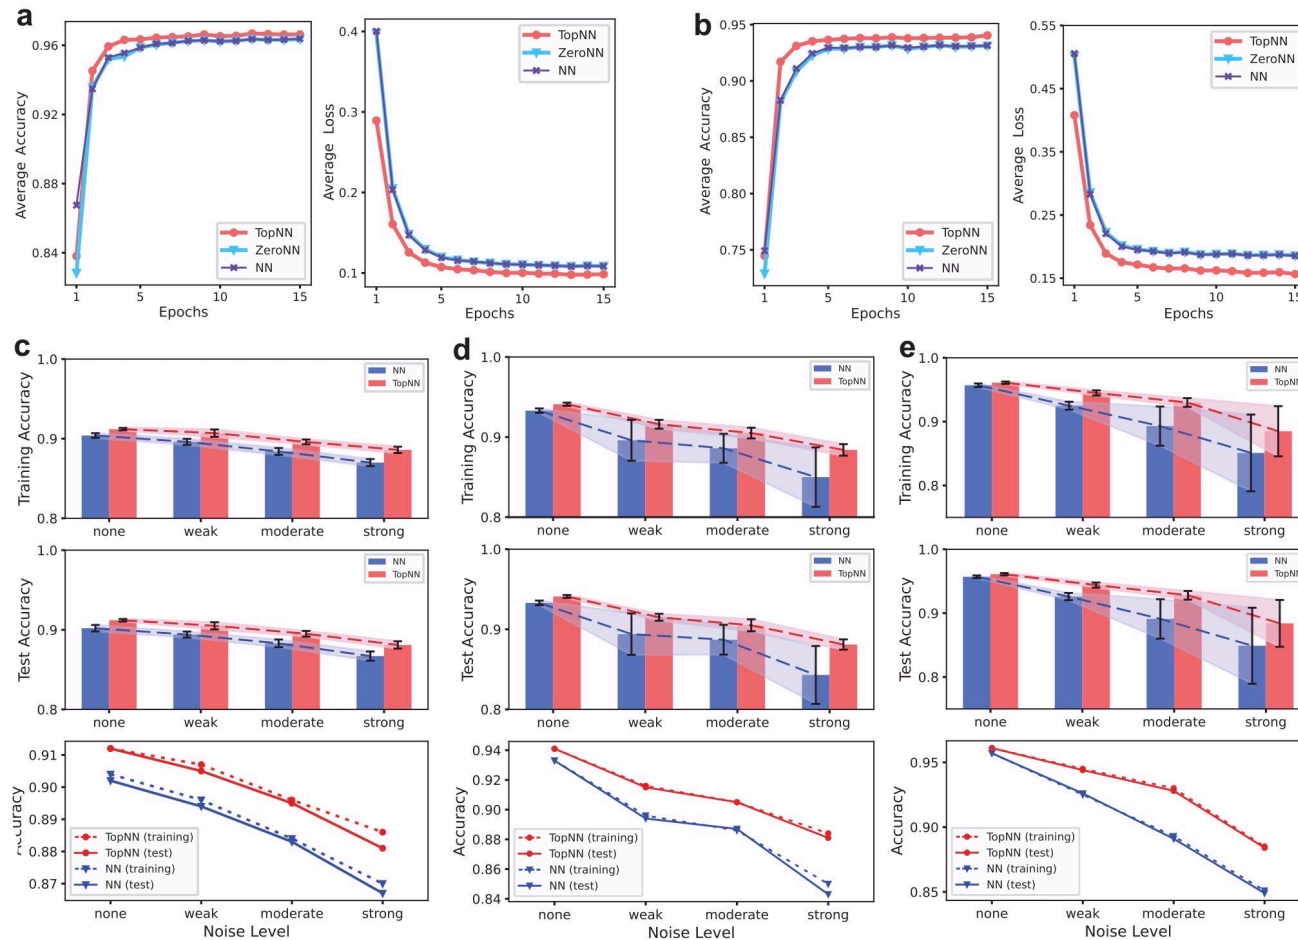 a
Average Accuracy
0.96
0.92
0.88
0.84
TopNN
ZeroNN
NN
1 5 10 15
Epochs
Average Loss
0.4
0.3
0.2
0.1
TopNN
ZeroNN
NN
1 5 10 15
Epochs
b
Average Accuracy
0.95
0.90
0.85
0.80
0.75
TopNN
ZeroNN
NN
1 5 10 15
Epochs
Average Loss
0.55
0.45
0.35
0.25
0.15
TopNN
ZeroNN
NN
1 5 10 15
Epochs
c
Training Accuracy
1.0
0.9
0.8
NN
TopNN
none weak moderate strong
Test Accuracy
1.0
0.9
0.8
NN
TopNN
none weak moderate strong
Accuracy
0.91
0.90
0.89
0.88
0.87
TopNN (training)
TopNN (test)
NN (training)
NN (test)
none weak moderate strong
Noise Level
d
Training Accuracy
1.0
0.9
0.8
NN
TopNN
none weak moderate strong
Test Accuracy
1.0
0.9
0.8
NN
TopNN
none weak moderate strong
Accuracy
0.94
0.92
0.90
0.88
0.86
0.84
TopNN (training)
TopNN (test)
NN (training)
NN (test)
none weak moderate strong
Noise Level
e
Training Accuracy
1.0
0.9
0.8
NN
TopNN
none weak moderate strong
Test Accuracy
1.0
0.9
0.8
NN
TopNN
none weak moderate strong
Accuracy
0.95
0.90
0.85
TopNN (training)
TopNN (test)
NN (training)
NN (test)
none weak moderate strong
Noise Level